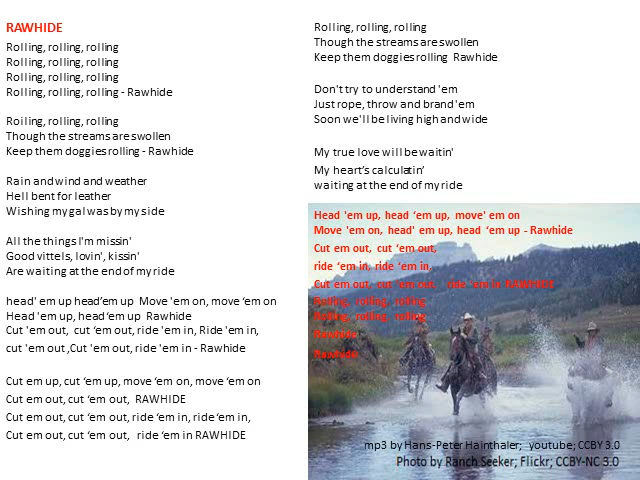 RAWHIDE
Rolling, rolling, rolling
Rolling, rolling, rolling
Rolling, rolling, rolling
Rolling, rolling, rolling - Rawhide
Roiling, rolling, rolling
Though the streams are swollen
Keep them doggies rolling - Rawhide
Rain and wind and weather
Hell bent for leather
Wishing my gal was by my side
All the things I'm missin'
Good vittels, lovin', kissin'
Are waiting at the end of my ride
head' em up head‘em up  Move 'em on, move ‘em on
Head 'em up, head‘em up  Rawhide
Cut 'em out,  cut ‘em out, ride 'em in, Ride 'em in,
cut 'em out ,Cut 'em out, ride 'em in - Rawhide
Cut em up, cut ‘em up, move ‘em on, move ‘em on
Cut em out, cut ‘em out,  RAWHIDE
Cut em out, cut ‘em out, ride ‘em in, ride ‘em in,
Cut em out, cut ‘em out,   ride ‘em in RAWHIDE
Rolling, rolling, rolling
Though the streams are swollen
Keep them doggies rolling  Rawhide
Don't try to understand 'em
Just rope, throw and brand 'em
Soon we'll be living high and wide
My true love will be waitin'
My heart’s calculatin’
waiting at the end of my ride
Head 'em up, head ‘em up,  move' em on
Move 'em on, head' em up, head ‘em up - Rawhide
Cut em out,  cut ‘em out,
ride ‘em in, ride ‘em in,
Cut em out,  cut ‘em out,    ride ‘em in RAWHIDE
Rolling, rolling, rolling
Rolling, rolling, rolling
Rawhide
Rawhide
mp3 by Hans-Peter Hainthaler;  youtube; CCBY 3.0
Photo by Ranch Seeker; Flickr; CCBY-NC 3.0